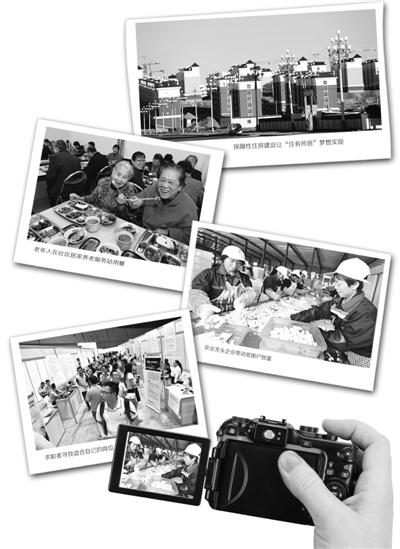 保障性住房建设让“住有所居”梦想实现
老年人在社区居家养老服务站用餐
农业龙头企业带动贫困户致富
求职者寻找适合自己的岗位